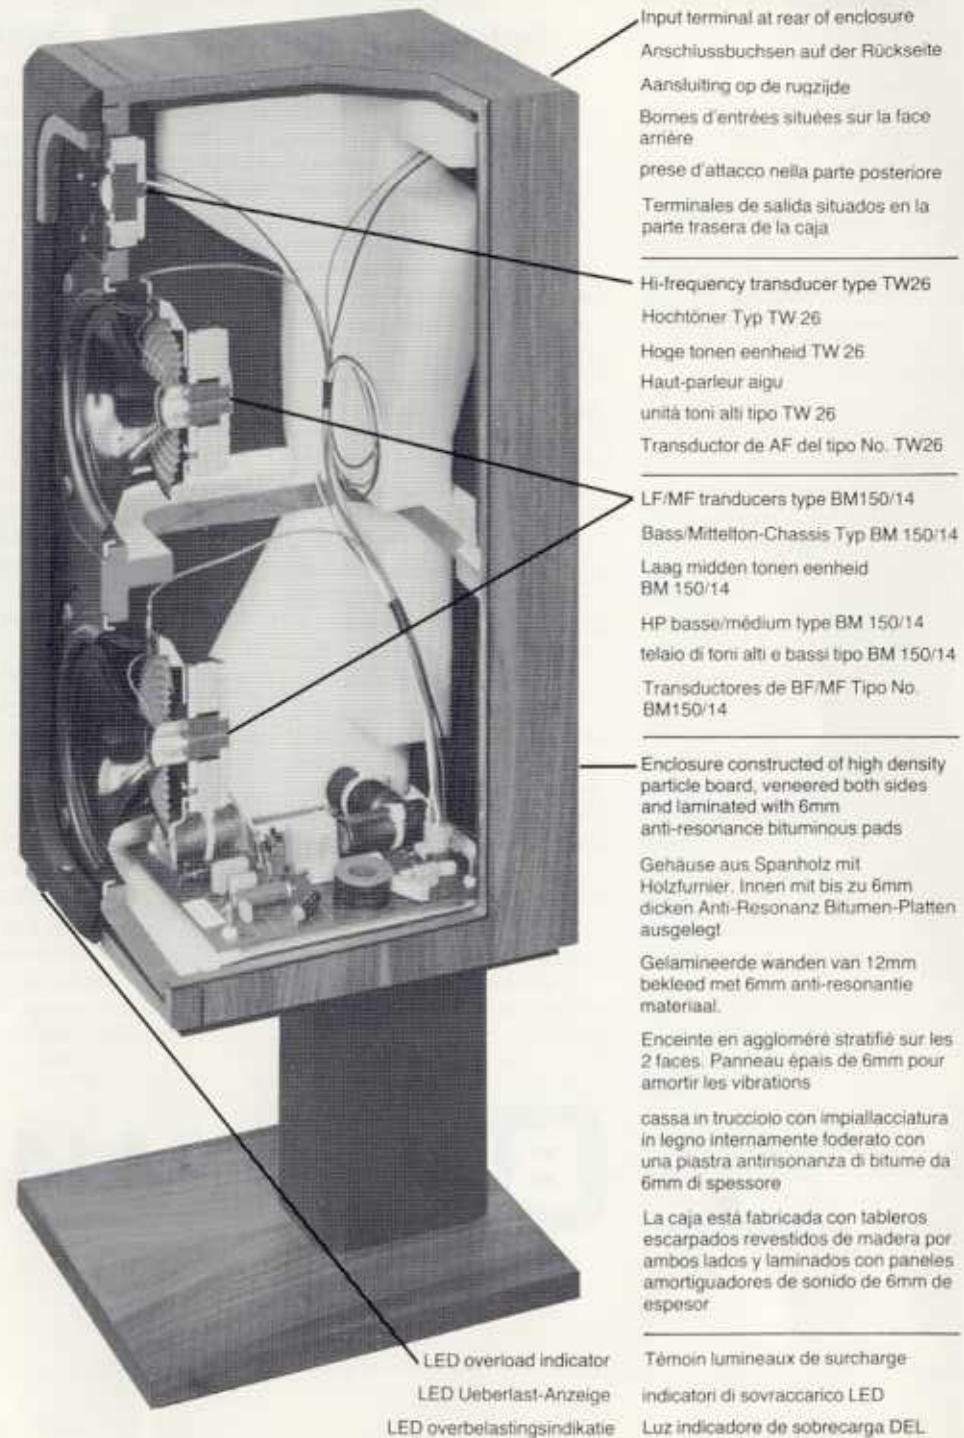 Input terminal at rear of enclosure
Anschlussbuchsen auf der Rückseite
Aansluiting op de rugzijde
Bornes d'entrées situées sur la face
arrière
prese d'attacco nella parte posteriore
Terminales de salida situados en la
parte trasera de la caja
Hi-frequency transducer type TW26
Hochtöner Typ TW 26
Hoge tonen eenheid TW 26
Haut-parleur aigu
unità toni alti tipo TW 26
Transductor de AF del tipo No. TW26
LF/MF tranducers type BM150/14
Bass/Mittelton-Chassis Typ BM 150/14
Laag midden tonen eenheid
BM 150/14
HP basse/médium type BM 150/14
telaio di toni alti e bassi tipo BM 150/14
Transductores de BF/MF Tipo No.
BM150/14
Enclosure constructed of high density
particle board, veneered both sides
and laminated with 6mm
anti-resonance bituminous pads
Gehäuse aus Spanholz mit
Holzfurnier. Innen mit bis zu 6mm
dicken Anti-Resonanz Bitumen-Platten
ausgelegt
Gelamineerde wanden van 12mm
bekleed met 6mm anti-resonantie
materiaal.
Enceinte en aggloméré stratifié sur les
2 faces. Panneau épais de 6mm pour
amortir les vibrations
cassa in trucciolo con impiallacciatura
in legno internamente foderato con
una piastra antirisonanza di bitume da
6mm di spessore
La caja está fabricada con tableros
escarpados revestidos de madera por
ambos lados y laminados con paneles
amortiguadores de sonido de 6mm de
espesor
LED overload indicator
LED Ueberlast-Anzeige
LED overbelastingsindikatie
Témoin lumineaux de surcharge
indicatori di sovraccarico LED
Luz indicadore de sobrecarga DEL